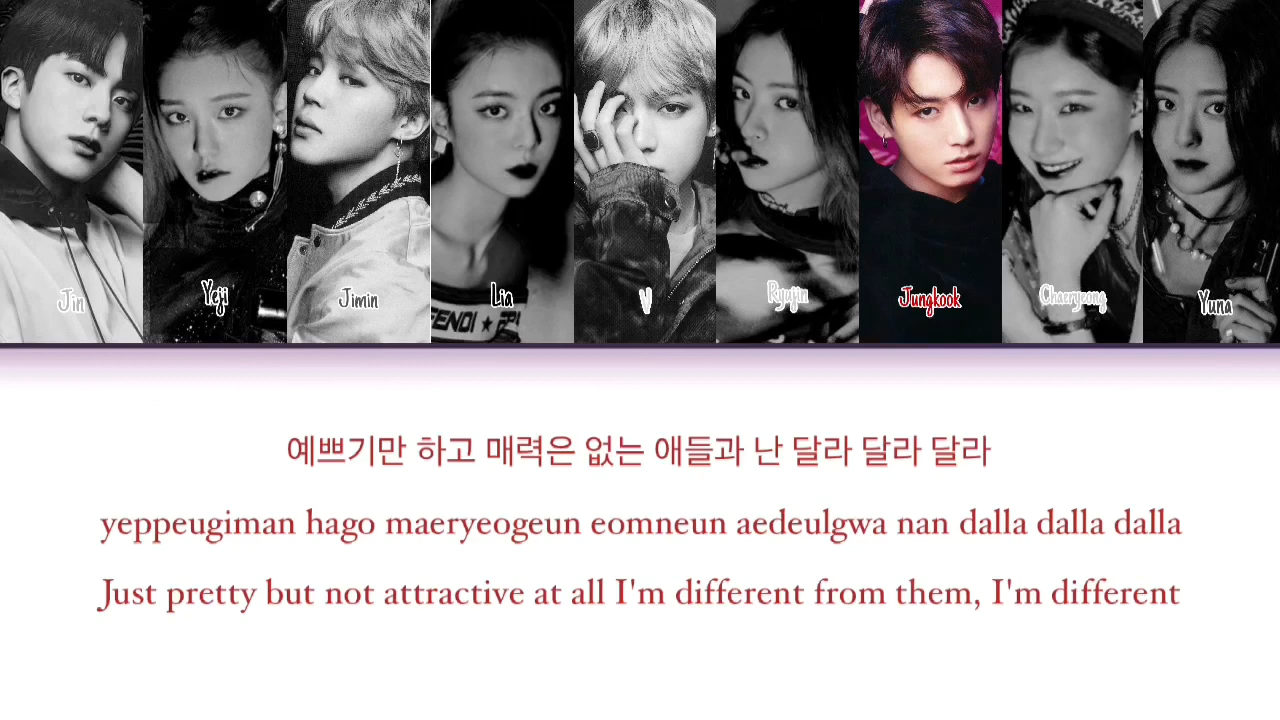 Jin
Yeji
Jimin
Lia
V
Ryujin
Jungkook
Chaeryeong
Yuna
FENDI ★
예쁘기만 하고 매력은 없는 애들과 난 달라 달라 달라
yeppeugiman hago maeryeogeun eomneun aedeulgwa nan dalla dalla dalla
Just pretty but not attractive at all I'm different from them, I'm different